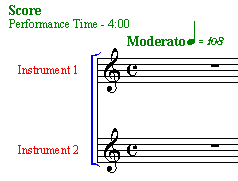 Score
Performance Time - 4:00
Moderato = 108
Instrument 1
Instrument 2